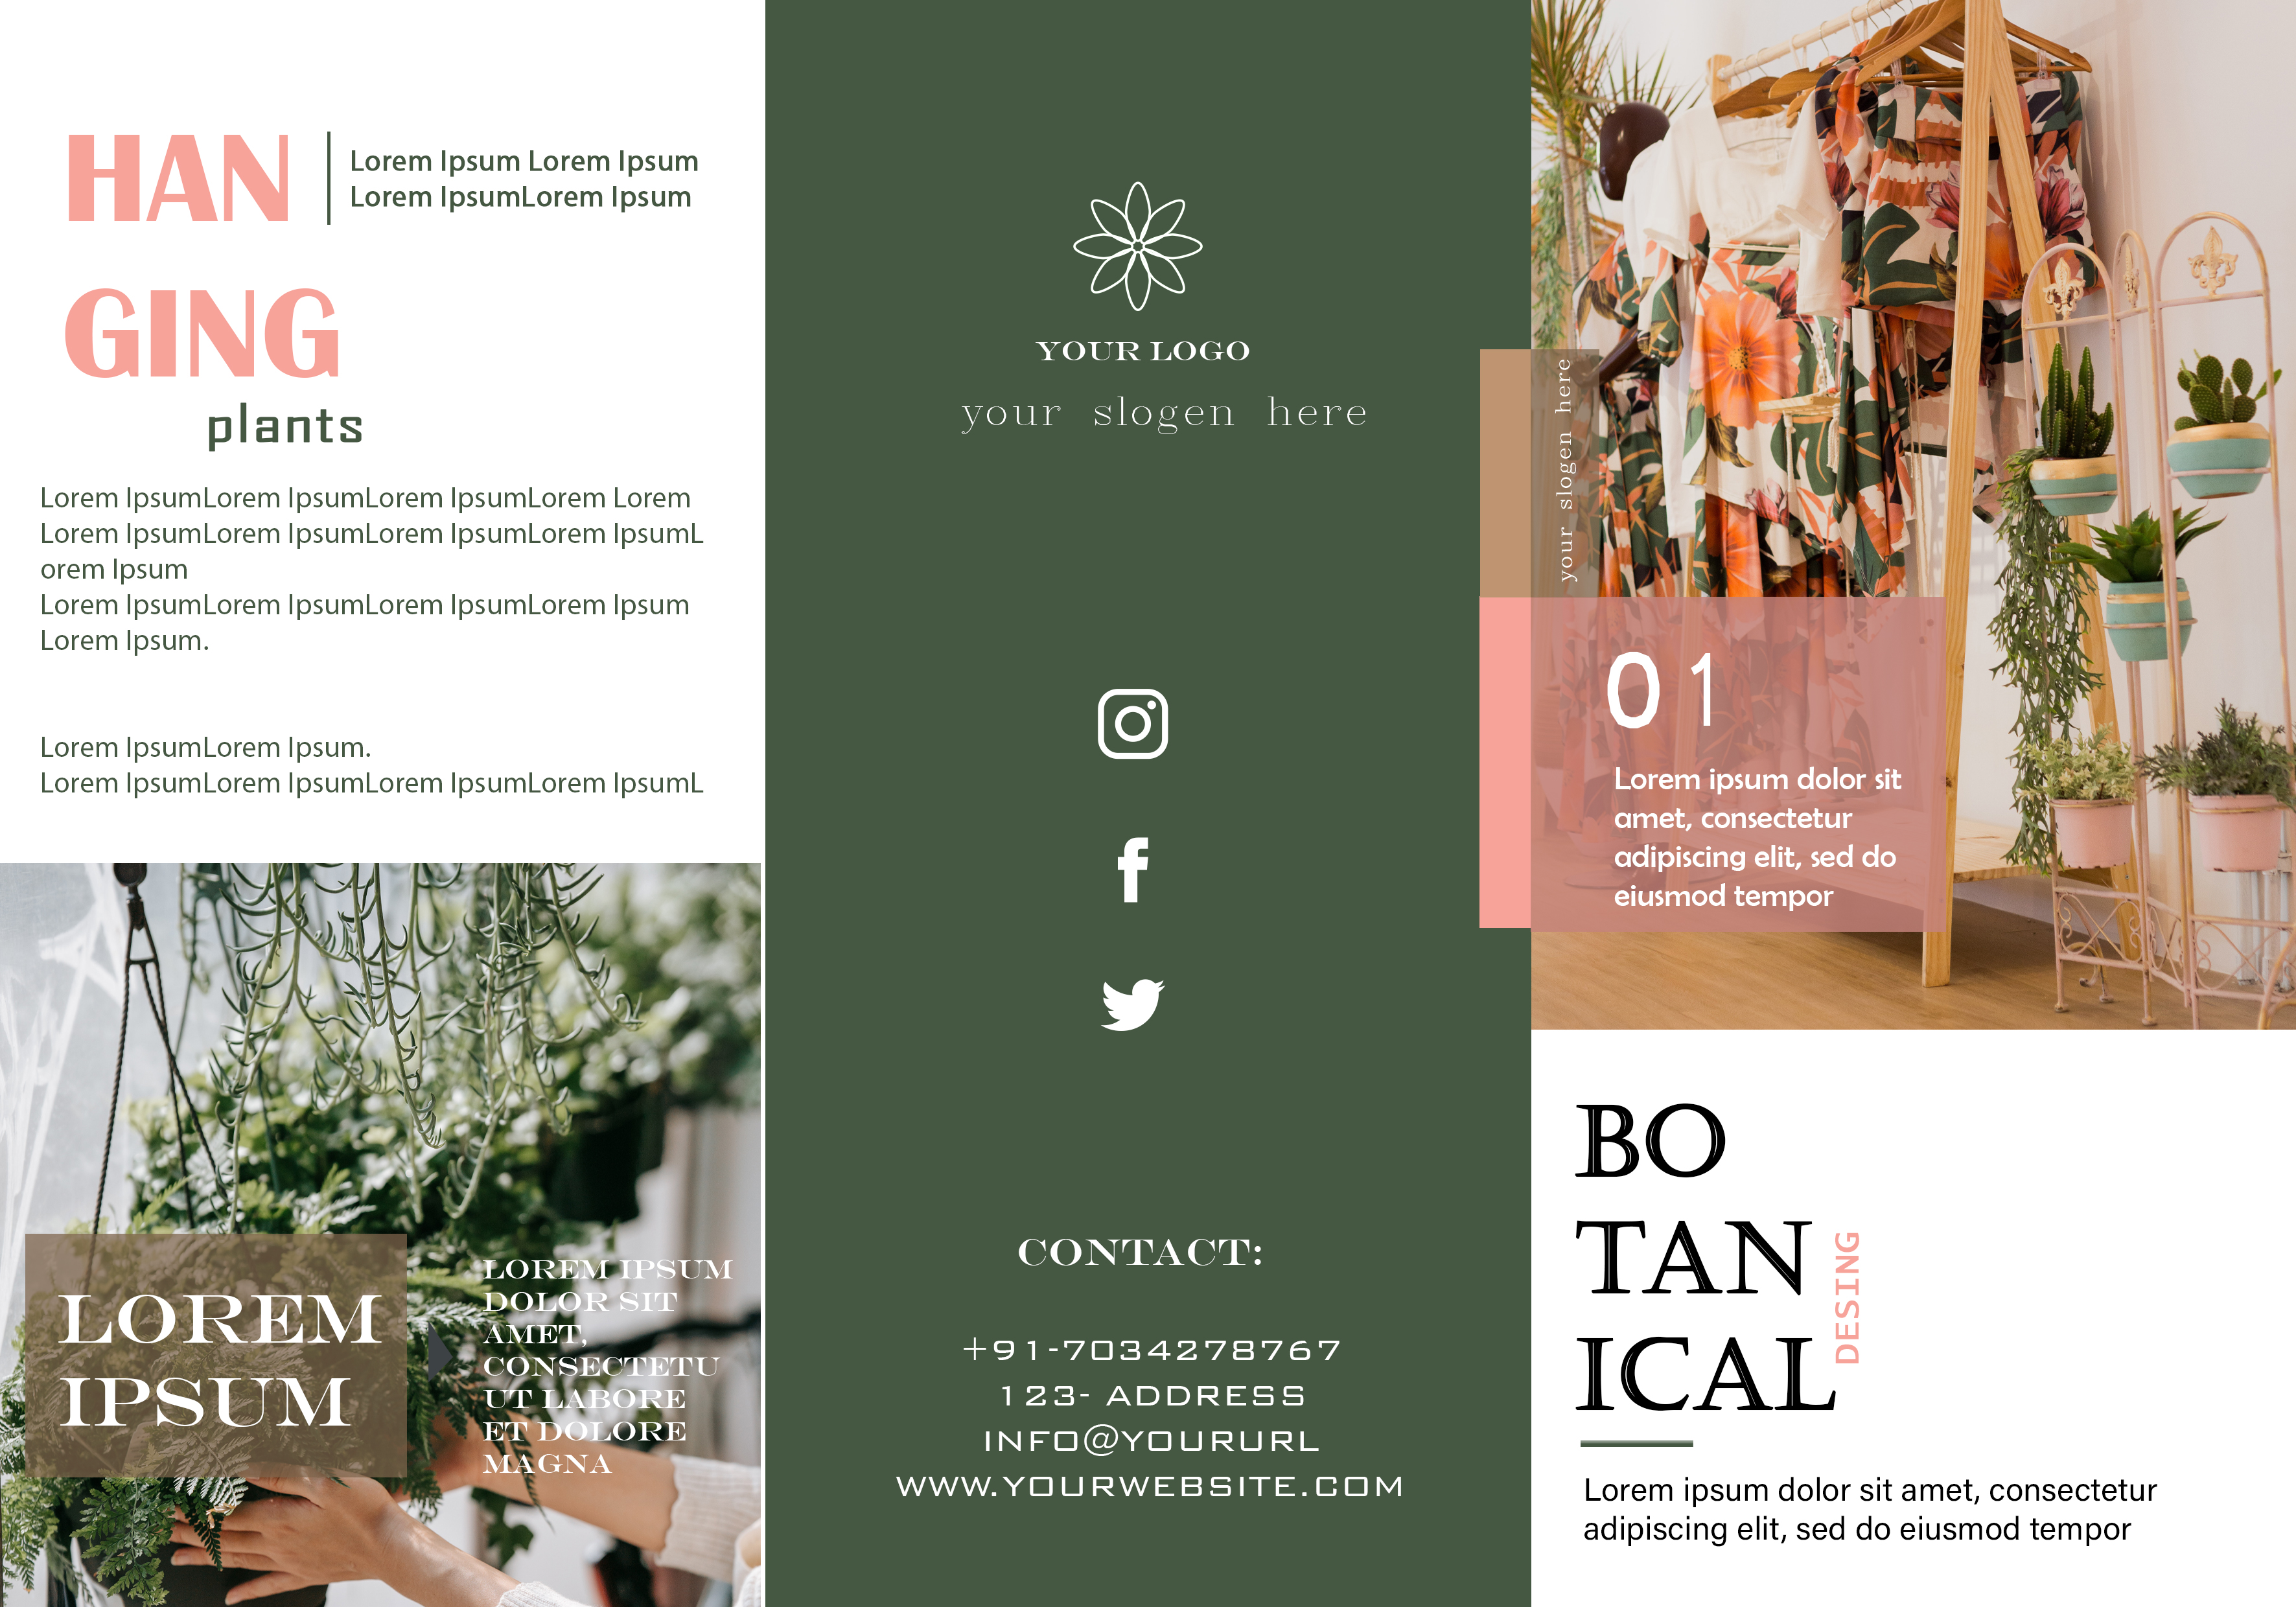 HAN
GING
plants
Lorem Ipsum Lorem Ipsum
Lorem IpsumLorem Ipsum
Lorem IpsumLorem IpsumLorem IpsumLorem Lorem
Lorem IpsumLorem IpsumLorem IpsumLorem IpsumL
orem Ipsum
Lorem IpsumLorem IpsumLorem IpsumLorem Ipsum
Lorem Ipsum.
Lorem IpsumLorem Ipsum.
Lorem IpsumLorem IpsumLorem IpsumLorem IpsumL
LOREM
IPSUM
LOREM IPSUM
DOLOR SIT
AMET,
CONSECTETU
UT LABORE
ET DOLORE
MAGNA
YOUR LOGO
your slogen here
CONTACT:
+91-7034278767
123- ADDRESS
INFO@YOURURL
WWW.YOURWEBSITE.COM
your slogen here
01
Lorem ipsum dolor sit
amet, consectetur
adipiscing elit, sed do
eiusmod tempor
BO
TAN
ICAL
DESING
Lorem ipsum dolor sit amet, consectetur
adipiscing elit, sed do eiusmod tempor